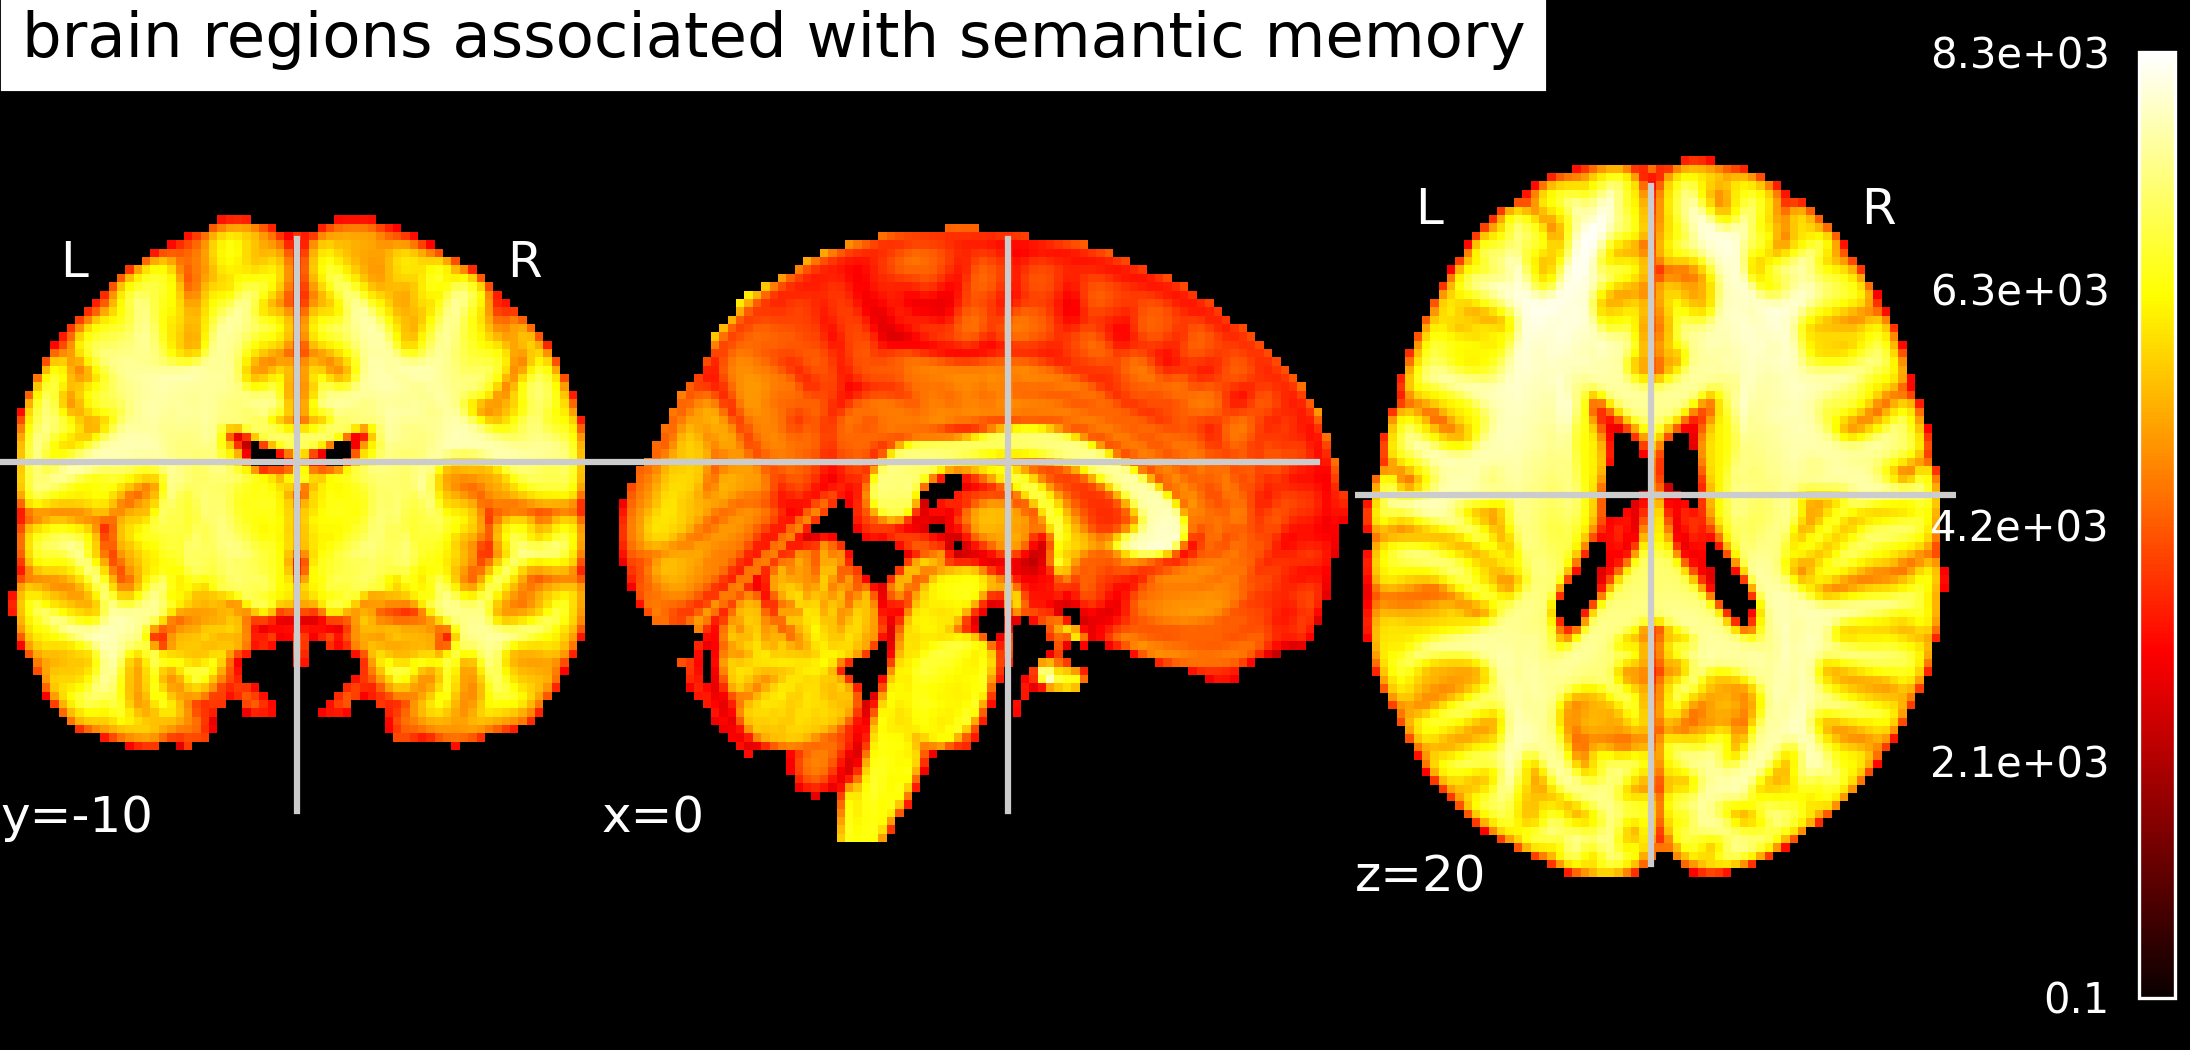 brain regions associated with semantic memory
L
R
L
R
y=-10
x=0
z=20
8.3e+03
6.3e+03
4.2e+03
2.1e+03
0.1